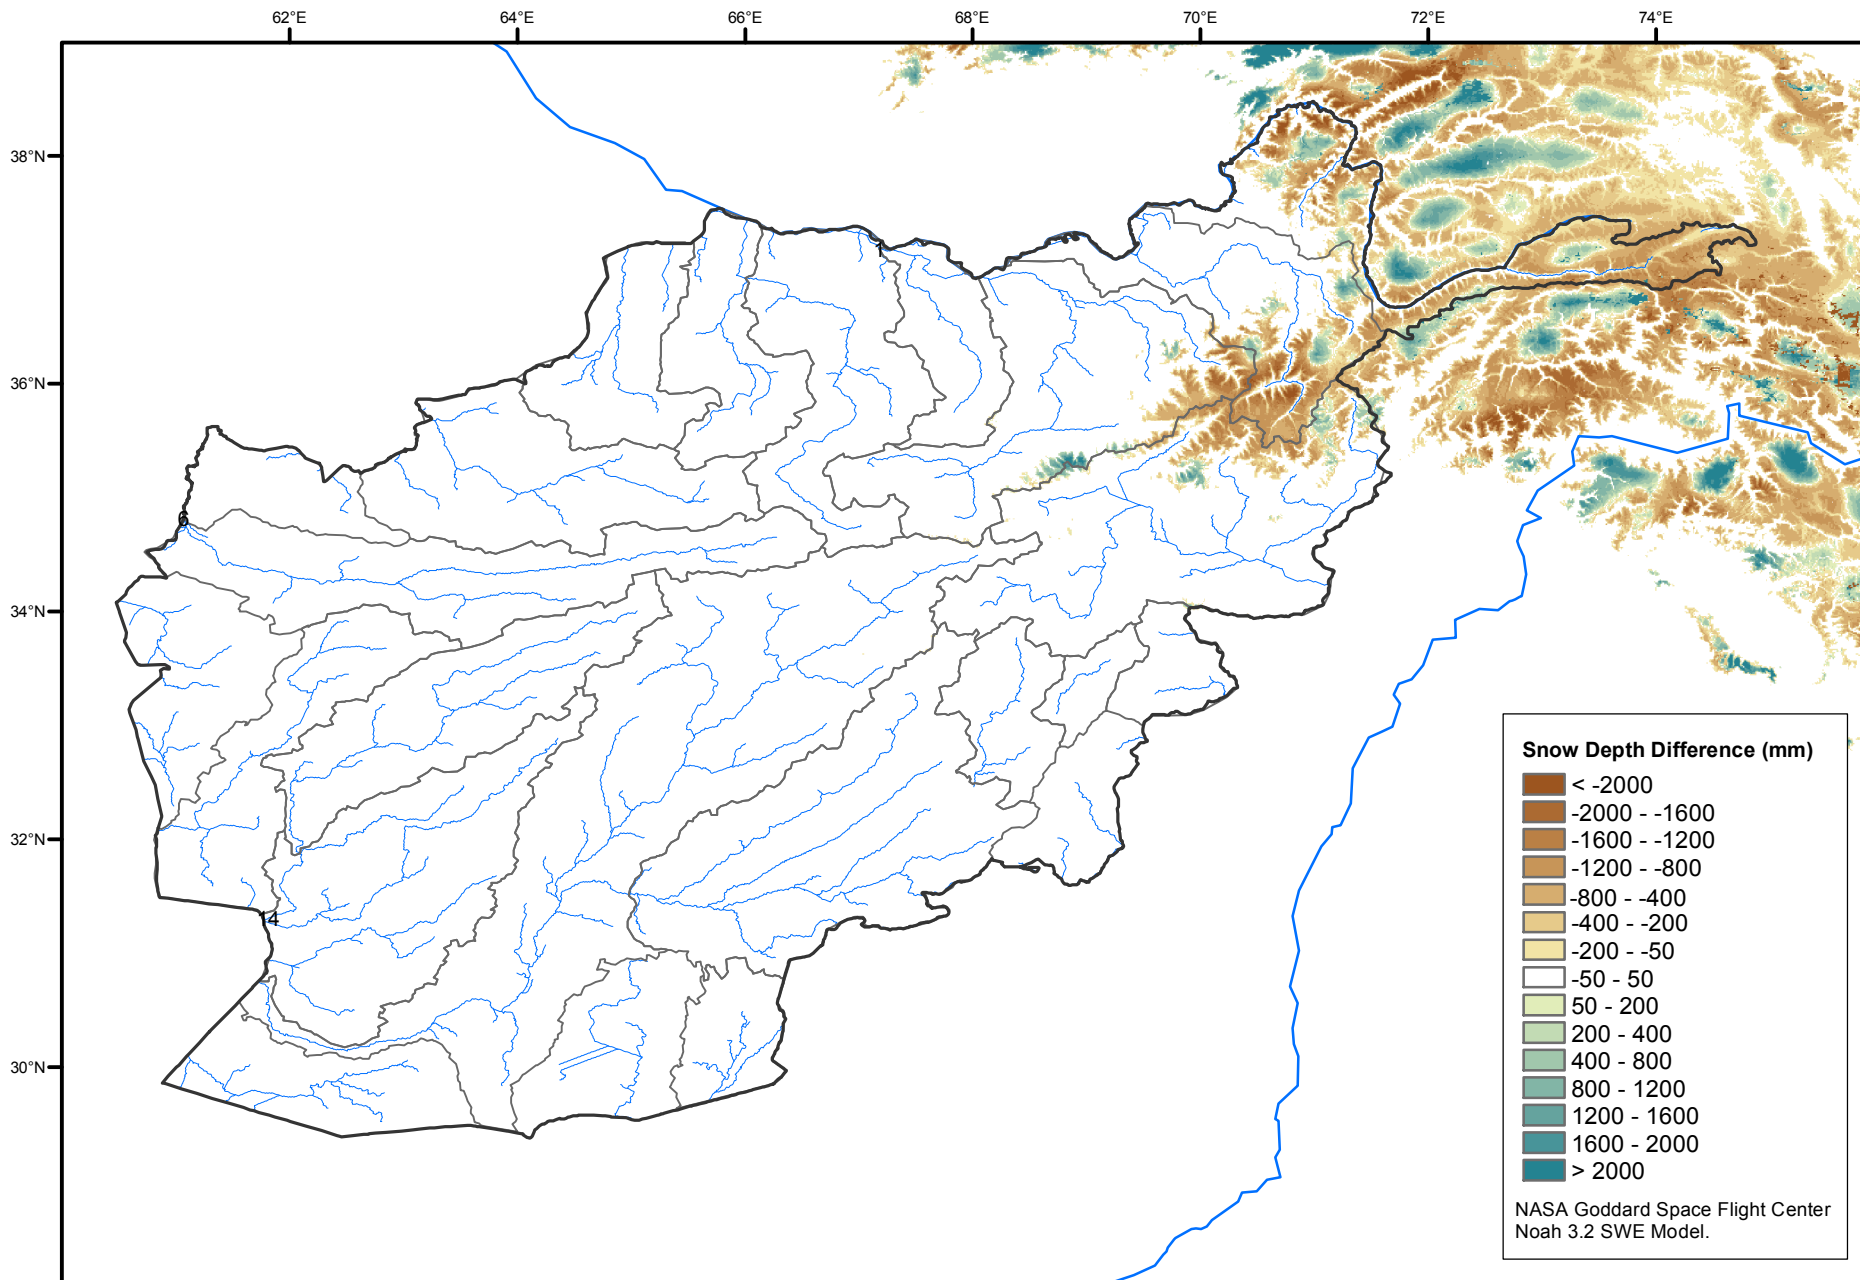 62°E 64°E 66°E 68°E 70°E 72°E 74°E
38°N
1
36°N
6
34°N
32°N
14
30°N
Snow Depth Difference (mm)
< -2000
-2000 - -1600
-1600 - -1200
-1200 - -800
-800 - -400
-400 - -200
-200 - -50
-50 - 50
50 - 200
200 - 400
400 - 800
800 - 1200
1200 - 1600
1600 - 2000
> 2000
NASA Goddard Space Flight Center
Noah 3.2 SWE Model.